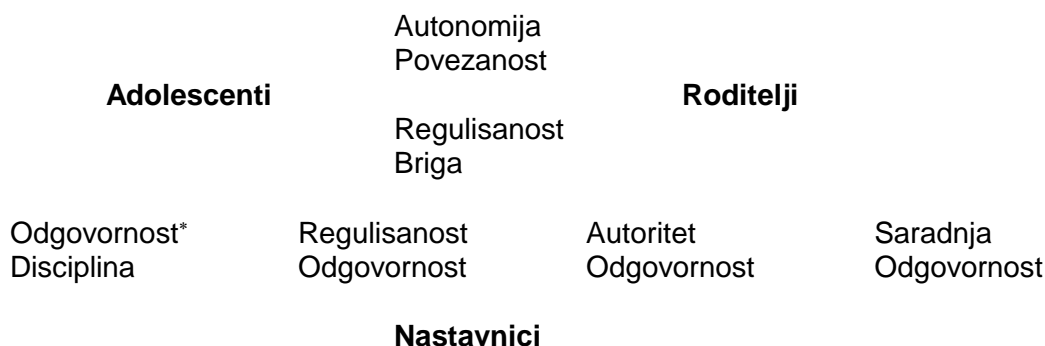 Autonomija
Povezanost
Adolescenti Roditelji
Regulisanost
Briga
Odgovornost* Regulisanost Autoritet Saradnja
Disciplina Odgovornost Odgovornost Odgovornost
Nastavnici